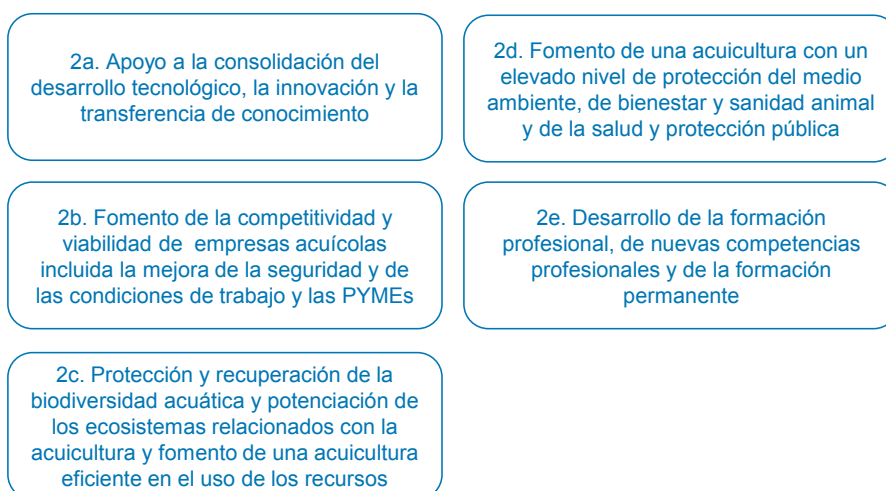 2a. Apoyo a la consolidación del
desarrollo tecnológico, la innovación y la
transferencia de conocimiento
2b. Fomento de la competitividad y
viabilidad de empresas acuícolas
incluida la mejora de la seguridad y de
las condiciones de trabajo y las PYMEs
2c. Protección y recuperación de la
biodiversidad acuática y potenciación de
los ecosistemas relacionados con la
acuicultura y fomento de una acuicultura
eficiente en el uso de los recursos
2d. Fomento de una acuicultura con un
elevado nivel de protección del medio
ambiente, de bienestar y sanidad animal
y de la salud y protección pública
2e. Desarrollo de la formación
profesional, de nuevas competencias
profesionales y de la formación
permanente